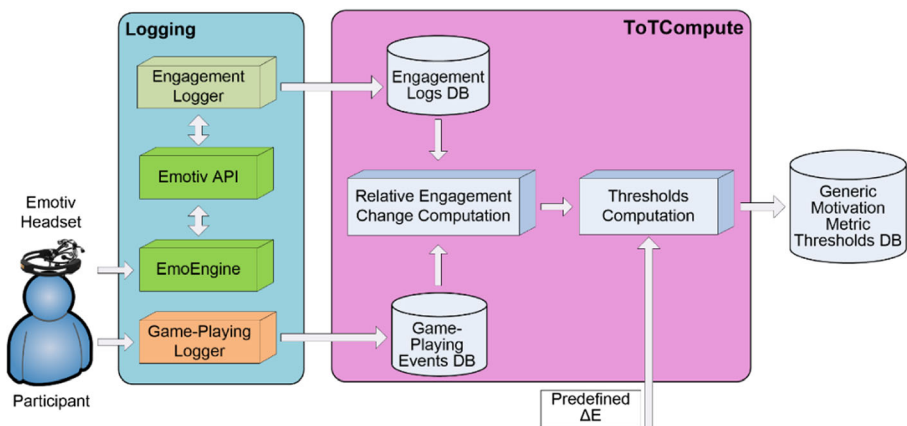 Logging
ToTCompute
Engagement
Logger
Engagement
Logs DB
Emotiv API
Relative Engagement
Change Computation
Thresholds
Computation
Generic
Motivation
Metric
Thresholds DB
Emotiv
Headset
EmoEngine
Game-Playing
Logger
Game-
Playing
Events DB
Participant
Predefined
ΔE